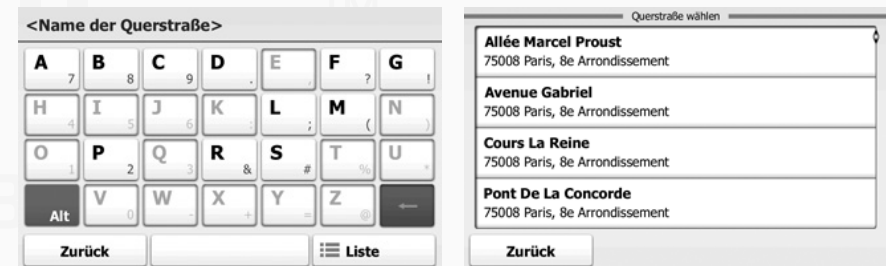 <Name der Querstraße>
A 7 B 8 C 9 D . E , F ? G !
H 4 I 5 J 6 K : L ; M ( N )
O 1 P 2 Q 3 R & S # T % U *
Alt V 0 W - X + Y = Z @ ←
Zurück Liste
Querstraße wählen
Allée Marcel Proust
75008 Paris, 8e Arrondissement
Avenue Gabriel
75008 Paris, 8e Arrondissement
Cours La Reine
75008 Paris, 8e Arrondissement
Pont De La Concorde
75008 Paris, 8e Arrondissement
Zurück